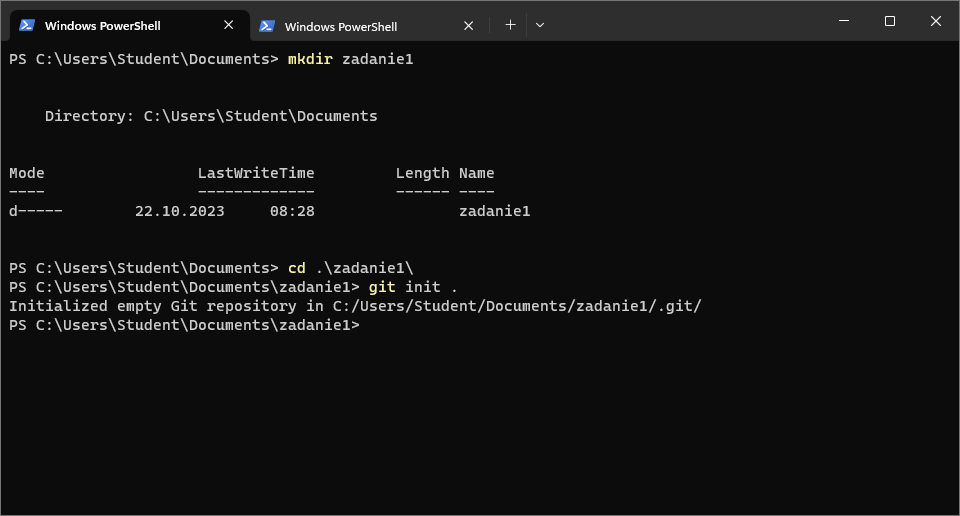 Windows PowerShell
Windows PowerShell
PS C:\Users\Student\Documents> mkdir zadanie1
Directory: C:\Users\Student\Documents
Mode                 LastWriteTime         Length Name
----                 -------------         ------ ----
d-----        22.10.2023     08:28                zadanie1
PS C:\Users\Student\Documents> cd .\zadanie1\
PS C:\Users\Student\Documents\zadanie1> git init .
Initialized empty Git repository in C:/Users/Student/Documents/zadanie1/.git/
PS C:\Users\Student\Documents\zadanie1>